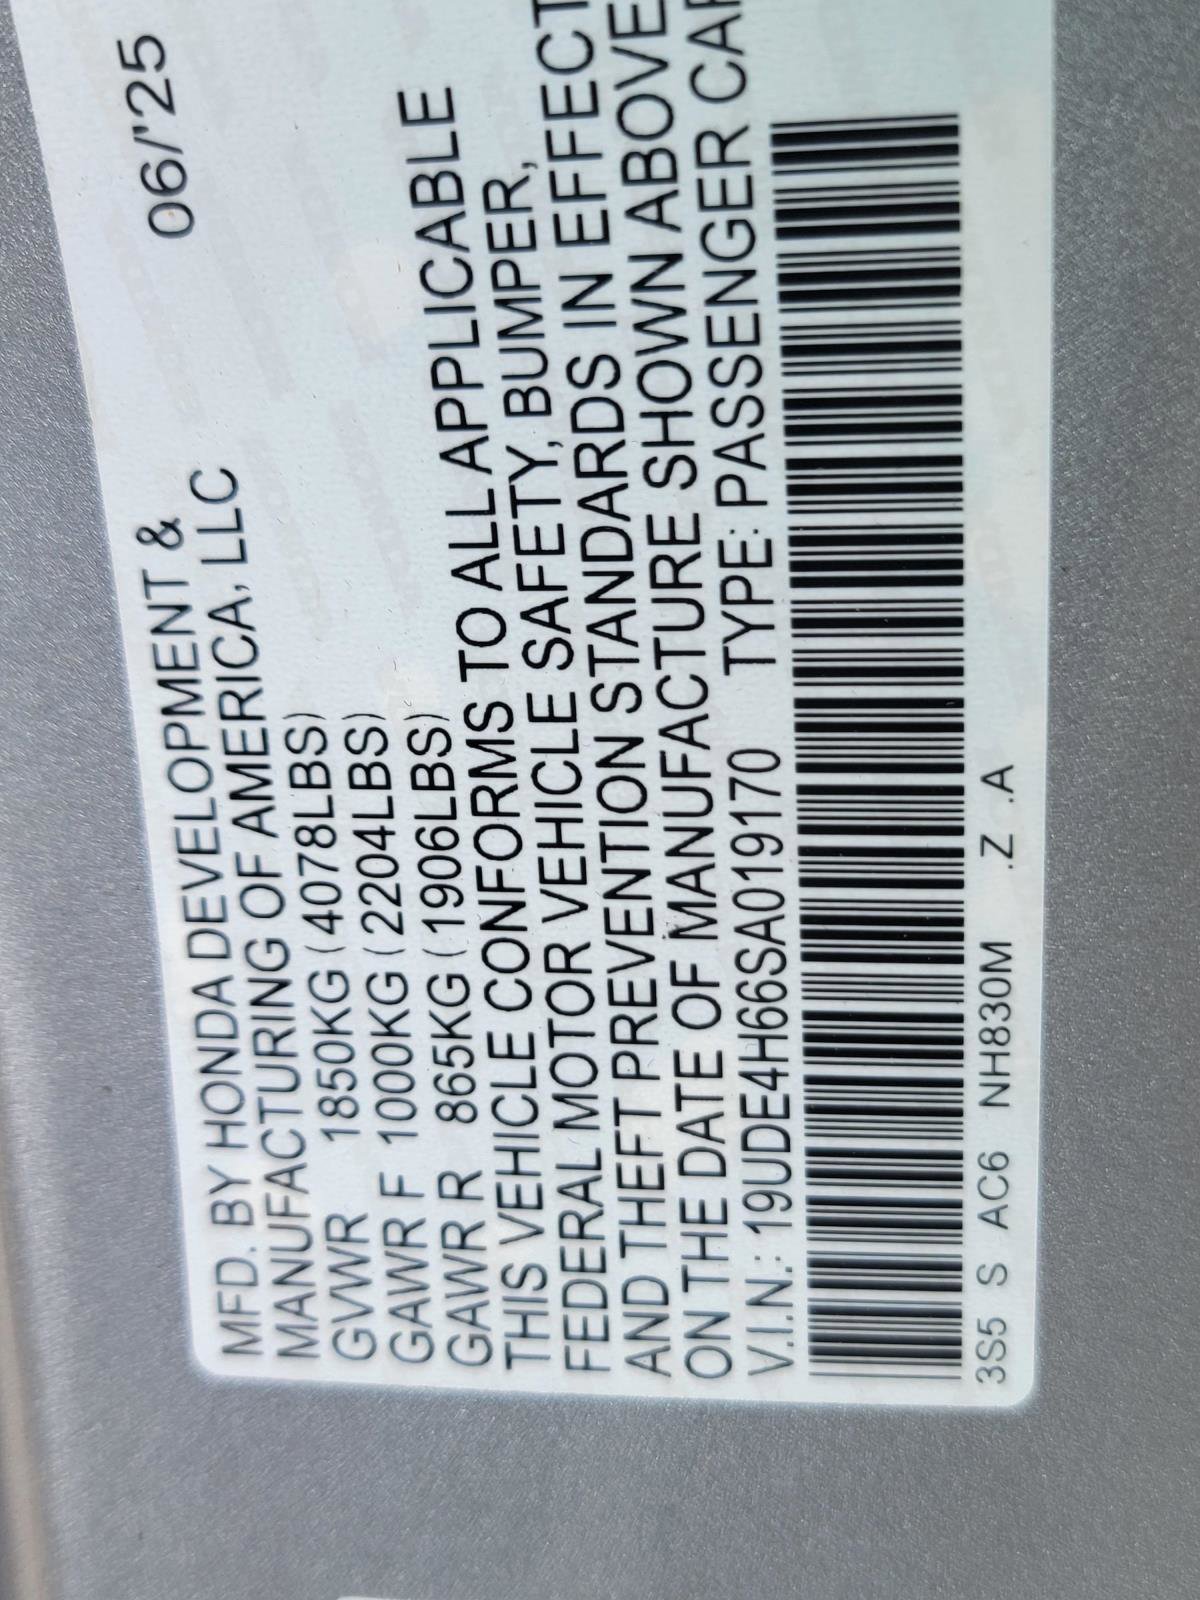 MFD. BY HONDA DEVELOPMENT & 06/'25
MANUFACTURING OF AMERICA, LLC
GVWR 1850KG (4078LBS)
GAWR F 1000KG (2204LBS)
GAWR R 865KG (1906LBS)
THIS VEHICLE CONFORMS TO ALL APPLICABLE
FEDERAL MOTOR VEHICLE SAFETY, BUMPER,
AND THEFT PREVENTION STANDARDS IN EFFECT
ON THE DATE OF MANUFACTURE SHOWN ABOVE
V.I.N.: 19UDE4H66SA019170 TYPE: PASSENGER CAR
3S5 S AC6 NH830M .Z .A